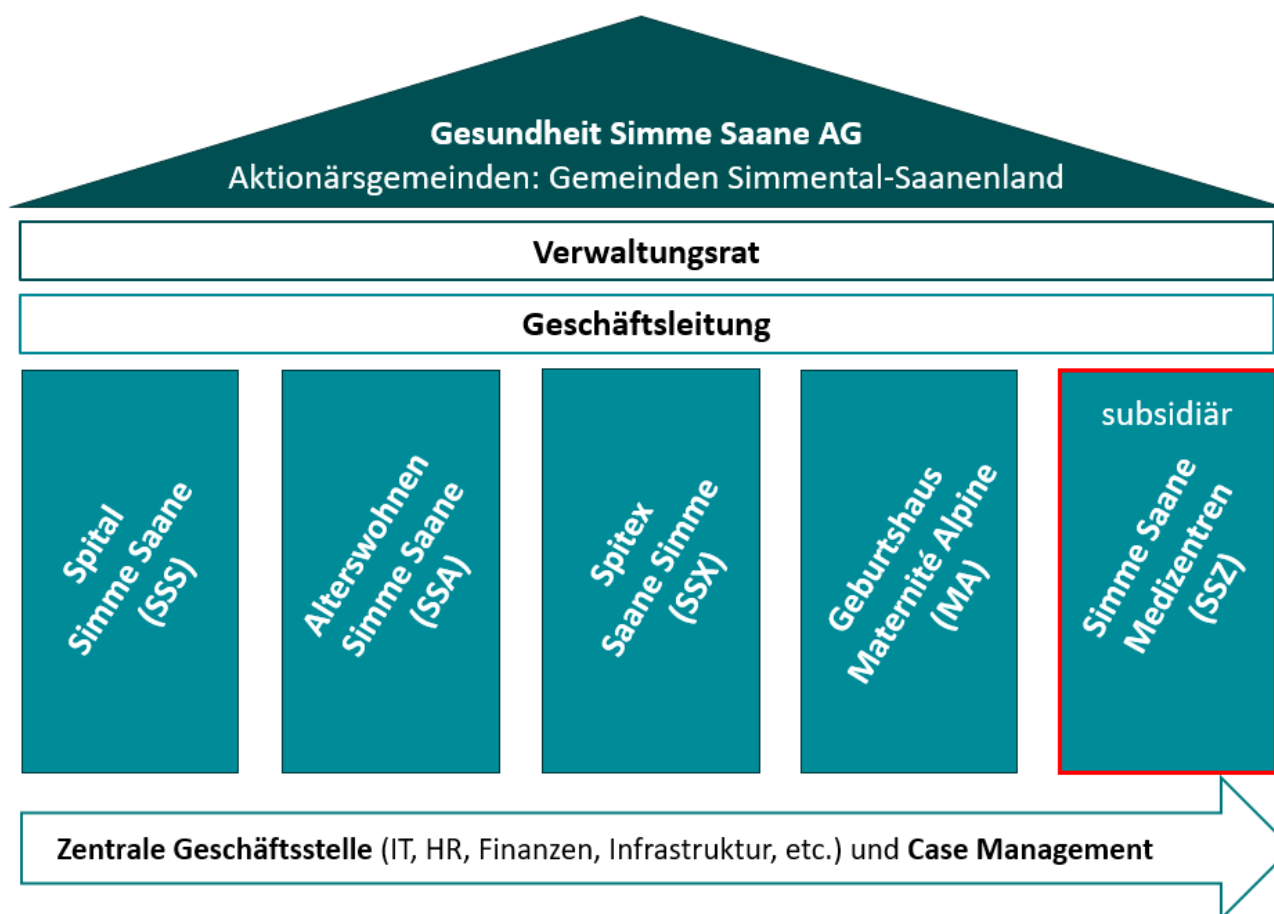 Gesundheit Simme Saane AG
Aktionärsgemeinden: Gemeinden Simmental-Saanenland
Verwaltungsrat
Geschäftsleitung
Spital
Simme Saane
(SSS)
Alterswohnen
Simme Saane
(SSA)
Spitex
Saane Simme
(SSX)
Geburtshaus
Maternité Alpine
(MA)
subsidiär
Simme Saane
Medizentren
(SSZ)
Zentrale Geschäftsstelle (IT, HR, Finanzen, Infrastruktur, etc.) und Case Management